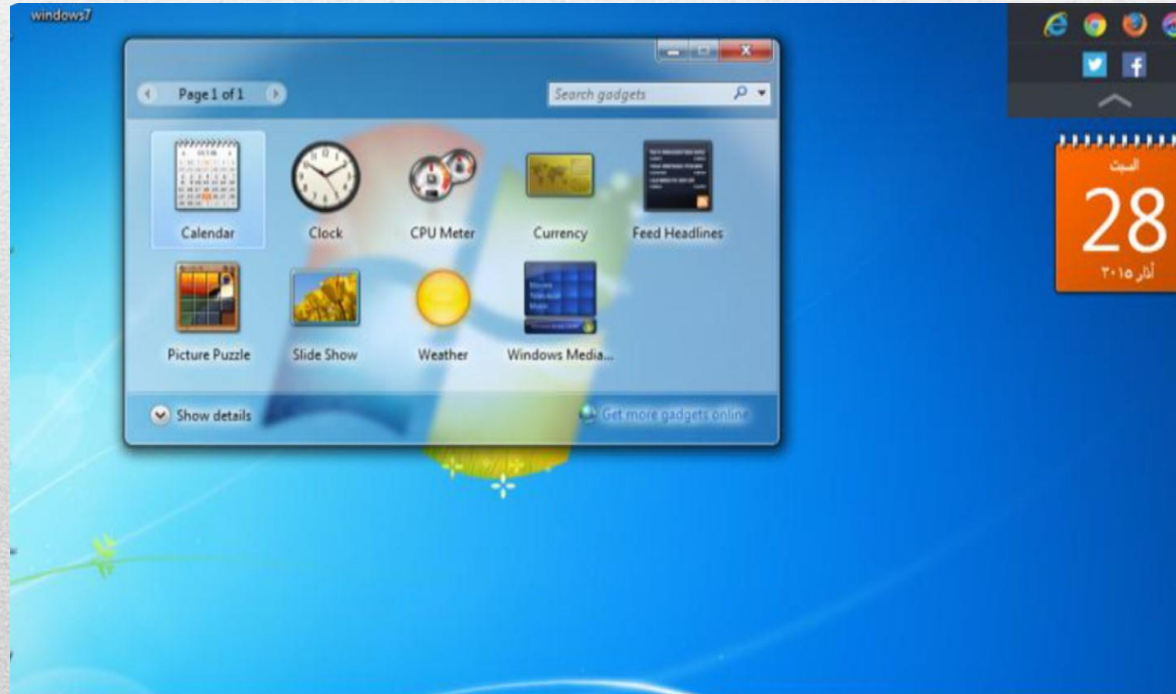 windows7
Page 1 of 1
Search gadgets
Calendar
Clock
CPU Meter
Currency
Feed Headlines
Picture Puzzle
Slide Show
Weather
Windows Media...
Show details
Get more gadgets online
السبت
28
آذار ٢٠١٥